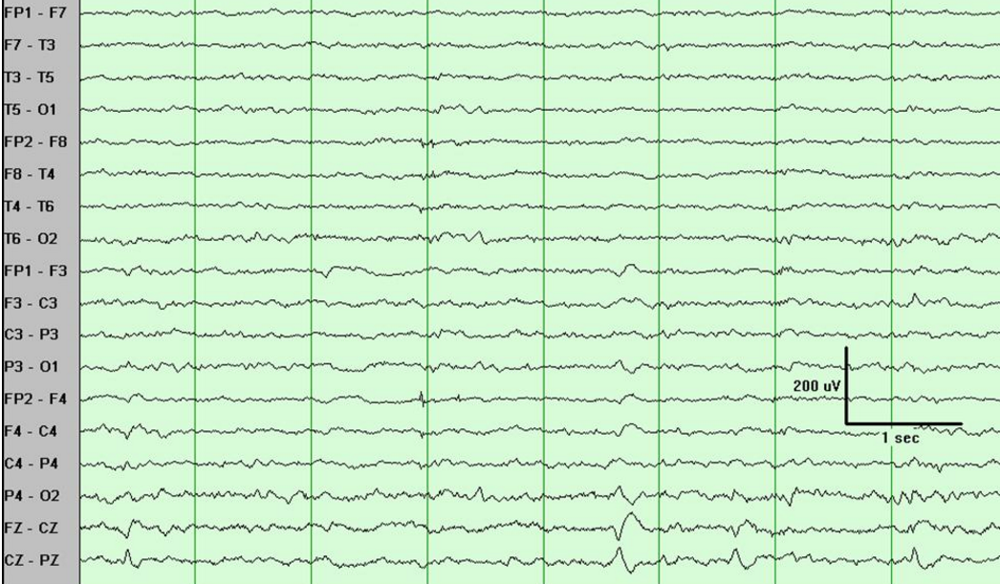 FP1 - F7
F7 - T3
T3 - T5
T5 - O1
FP2 - F8
F8 - T4
T4 - T6
T6 - O2
FP1 - F3
F3 - C3
C3 - P3
P3 - O1
FP2 - F4
F4 - C4
C4 - P4
P4 - O2
FZ - CZ
CZ - PZ
200 uV
1 sec